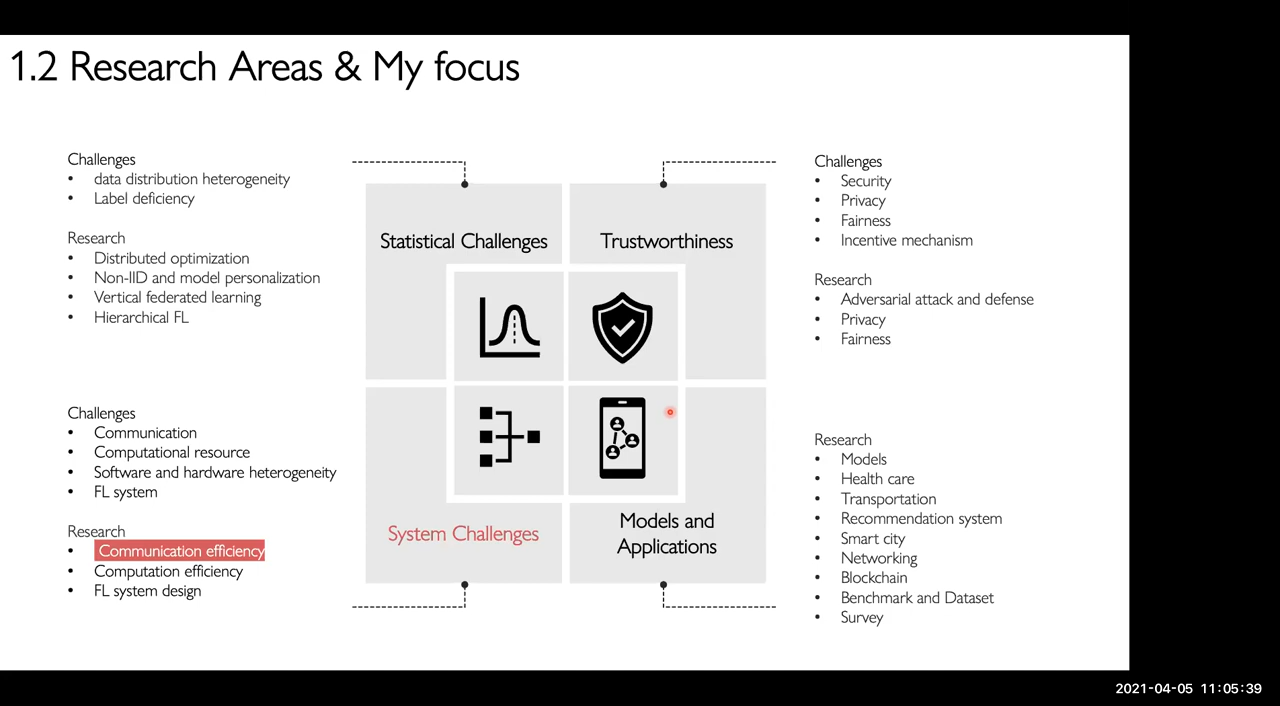 1.2 Research Areas & My focus
Challenges
• data distribution heterogeneity
• Label deficiency
Research
• Distributed optimization
• Non-IID and model personalization
• Vertical federated learning
• Hierarchical FL
Statistical Challenges
Trustworthiness
Challenges
• Security
• Privacy
• Fairness
• Incentive mechanism
Research
• Adversarial attack and defense
• Privacy
• Fairness
Challenges
• Communication
• Computational resource
• Software and hardware heterogeneity
• FL system
Research
• Communication efficiency
• Computation efficiency
• FL system design
System Challenges
Models and
Applications
Research
• Models
• Health care
• Transportation
• Recommendation system
• Smart city
• Networking
• Blockchain
• Benchmark and Dataset
• Survey
2021-04-05 11:05:39